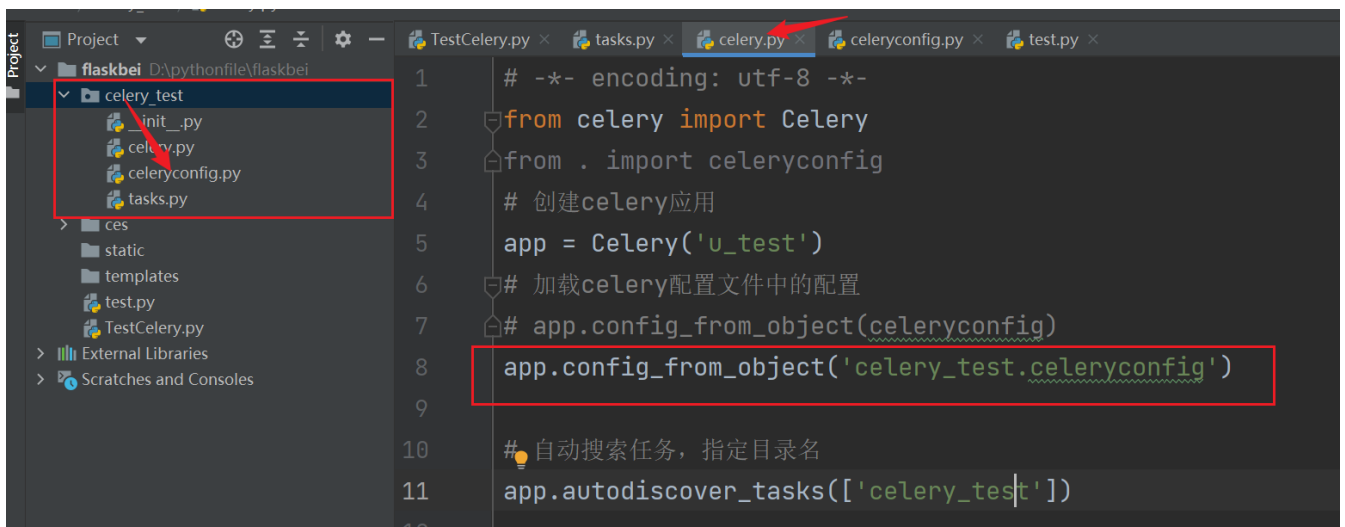 Project
Project
TestCelery.py
tasks.py
celery.py
celeryconfig.py
test.py
flaskbei D:\pythonfile\flaskbei
celery_test
__init__.py
celery.py
celeryconfig.py
tasks.py
ces
static
templates
test.py
TestCelery.py
External Libraries
Scratches and Consoles
1 # -*- encoding: utf-8 -*-
2 from celery import Celery
3 from . import celeryconfig
4 # 创建celery应用
5 app = Celery('u_test')
6 # 加载celery配置文件中的配置
7 # app.config_from_object(celeryconfig)
8 app.config_from_object('celery_test.celeryconfig')
9
10 # 自动搜索任务，指定目录名
11 app.autodiscover_tasks(['celery_test'])